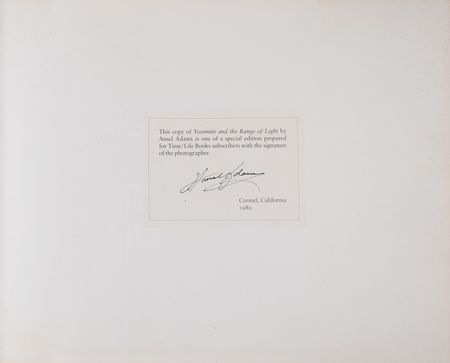 This copy of Yosemite and the Range of Light by
Ansel Adams is one of a special edition prepared
for Time/Life Books subscribers with the signature
of the photographer.
Ansel Adams
Carmel, California
1980